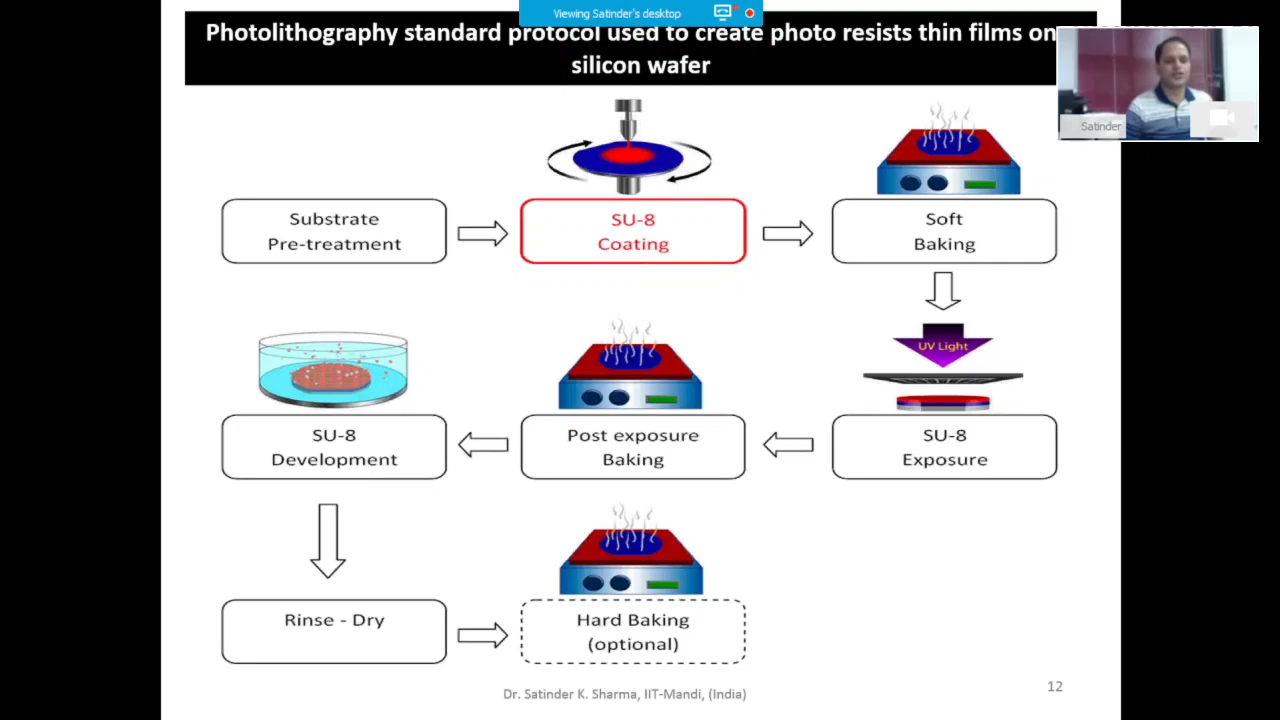 Viewing Satinder's desktop
Photolithography standard protocol used to create photo resists thin films on
silicon wafer
Satinder
Substrate
Pre-treatment
SU-8
Coating
Soft
Baking
UV Light
SU-8
Exposure
Post exposure
Baking
SU-8
Development
Rinse - Dry
Hard Baking
(optional)
Dr. Satinder K. Sharma, IIT-Mandi, (India)
12